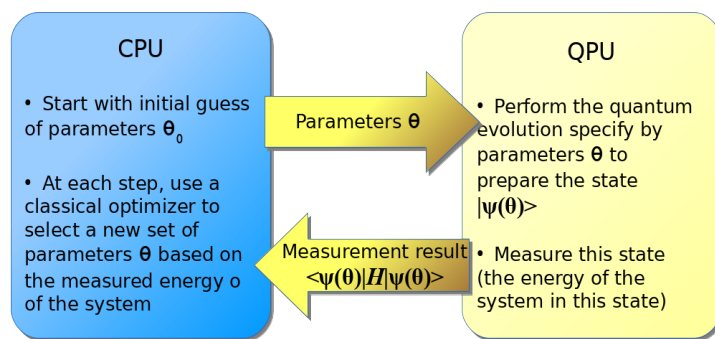 CPU
• Start with initial guess
of parameters θ₀
• At each step, use a
classical optimizer to
select a new set of
parameters θ based on
the measured energy o
of the system
Parameters θ
Measurement result
<ψ(θ)|H|ψ(θ)>
QPU
• Perform the quantum
evolution specify by
parameters θ to
prepare the state
|ψ(θ)>
• Measure this state
(the energy of the
system in this state)